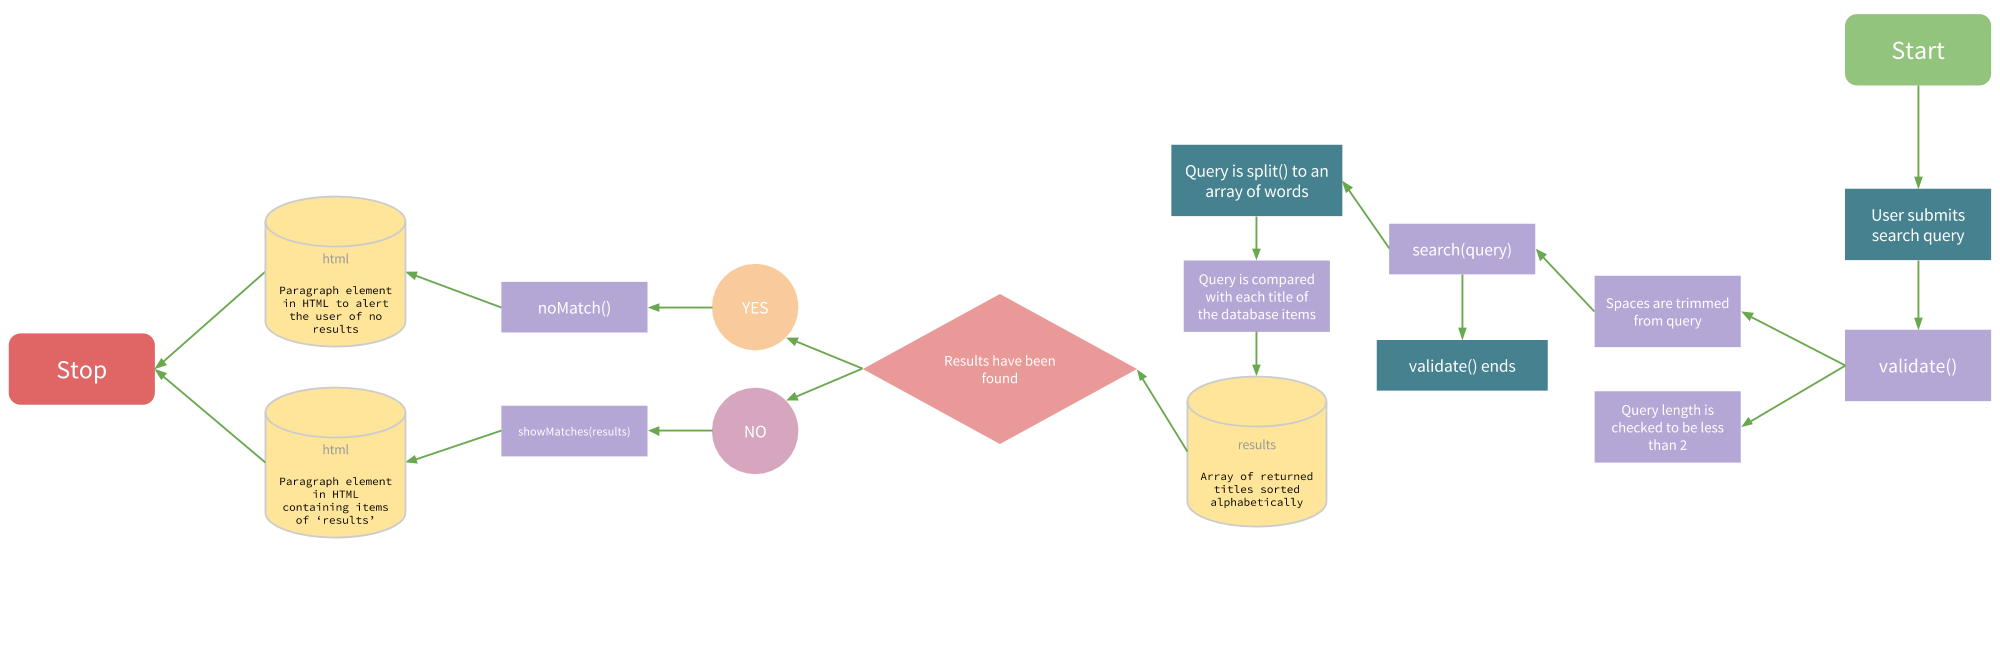 Start
User submits
search query
validate()
Spaces are trimmed
from query
Query length is
checked to be less
than 2
search(query)
validate() ends
Query is split() to an
array of words
Query is compared
with each title of
the database items
results
Array of returned
titles sorted
alphabetically
Results have been
found
YES
NO
noMatch()
showMatches(results)
html
Paragraph element
in HTML to alert
the user of no
results
html
Paragraph element
in HTML
containing items
of ‘results’
Stop